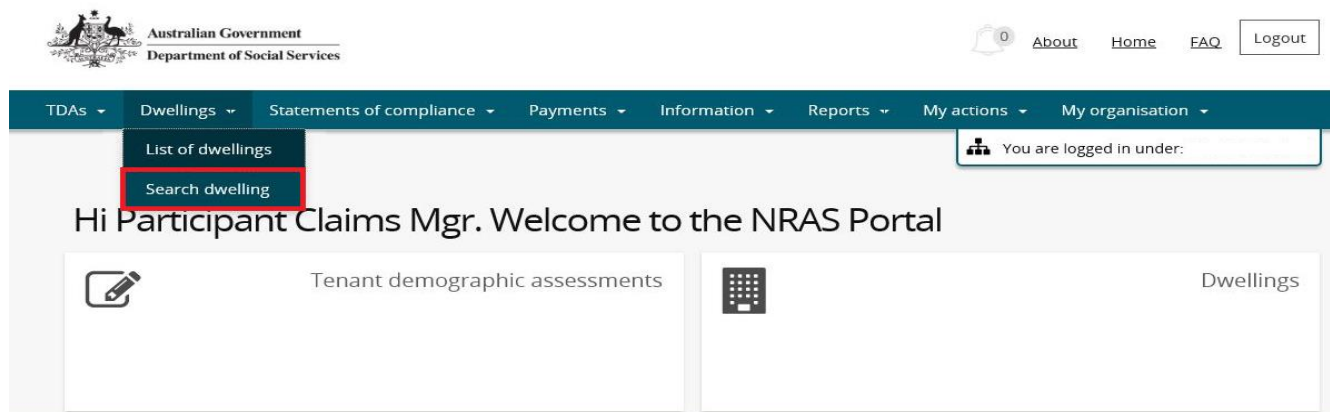 Australian Government
Department of Social Services
0 About Home FAQ Logout
TDAs Dwellings Statements of compliance Payments Information Reports My actions My organisation
List of dwellings
You are logged in under:
Search dwelling
Hi Participant Claims Mgr. Welcome to the NRAS Portal
Tenant demographic assessments
Dwellings